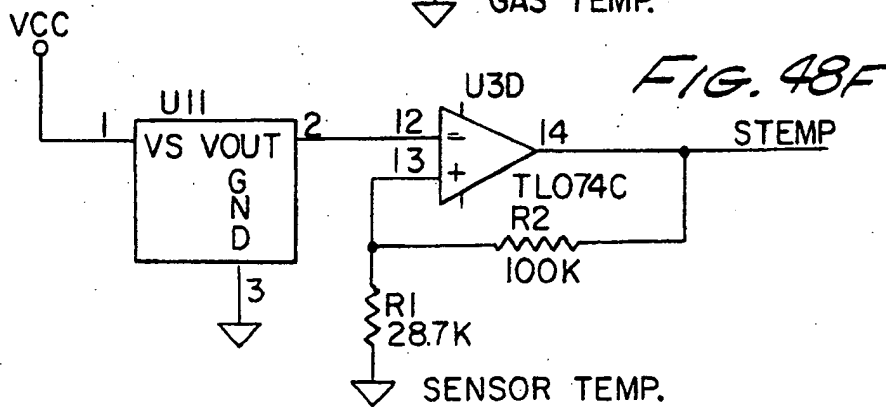 GAS TEMP.
VCC
FIG. 48F
U11
U3D
1
VS VOUT
2
GND
3
12
-
13
+
14
STEMP
TL074C
R2
100K
R1
28.7K
SENSOR TEMP.